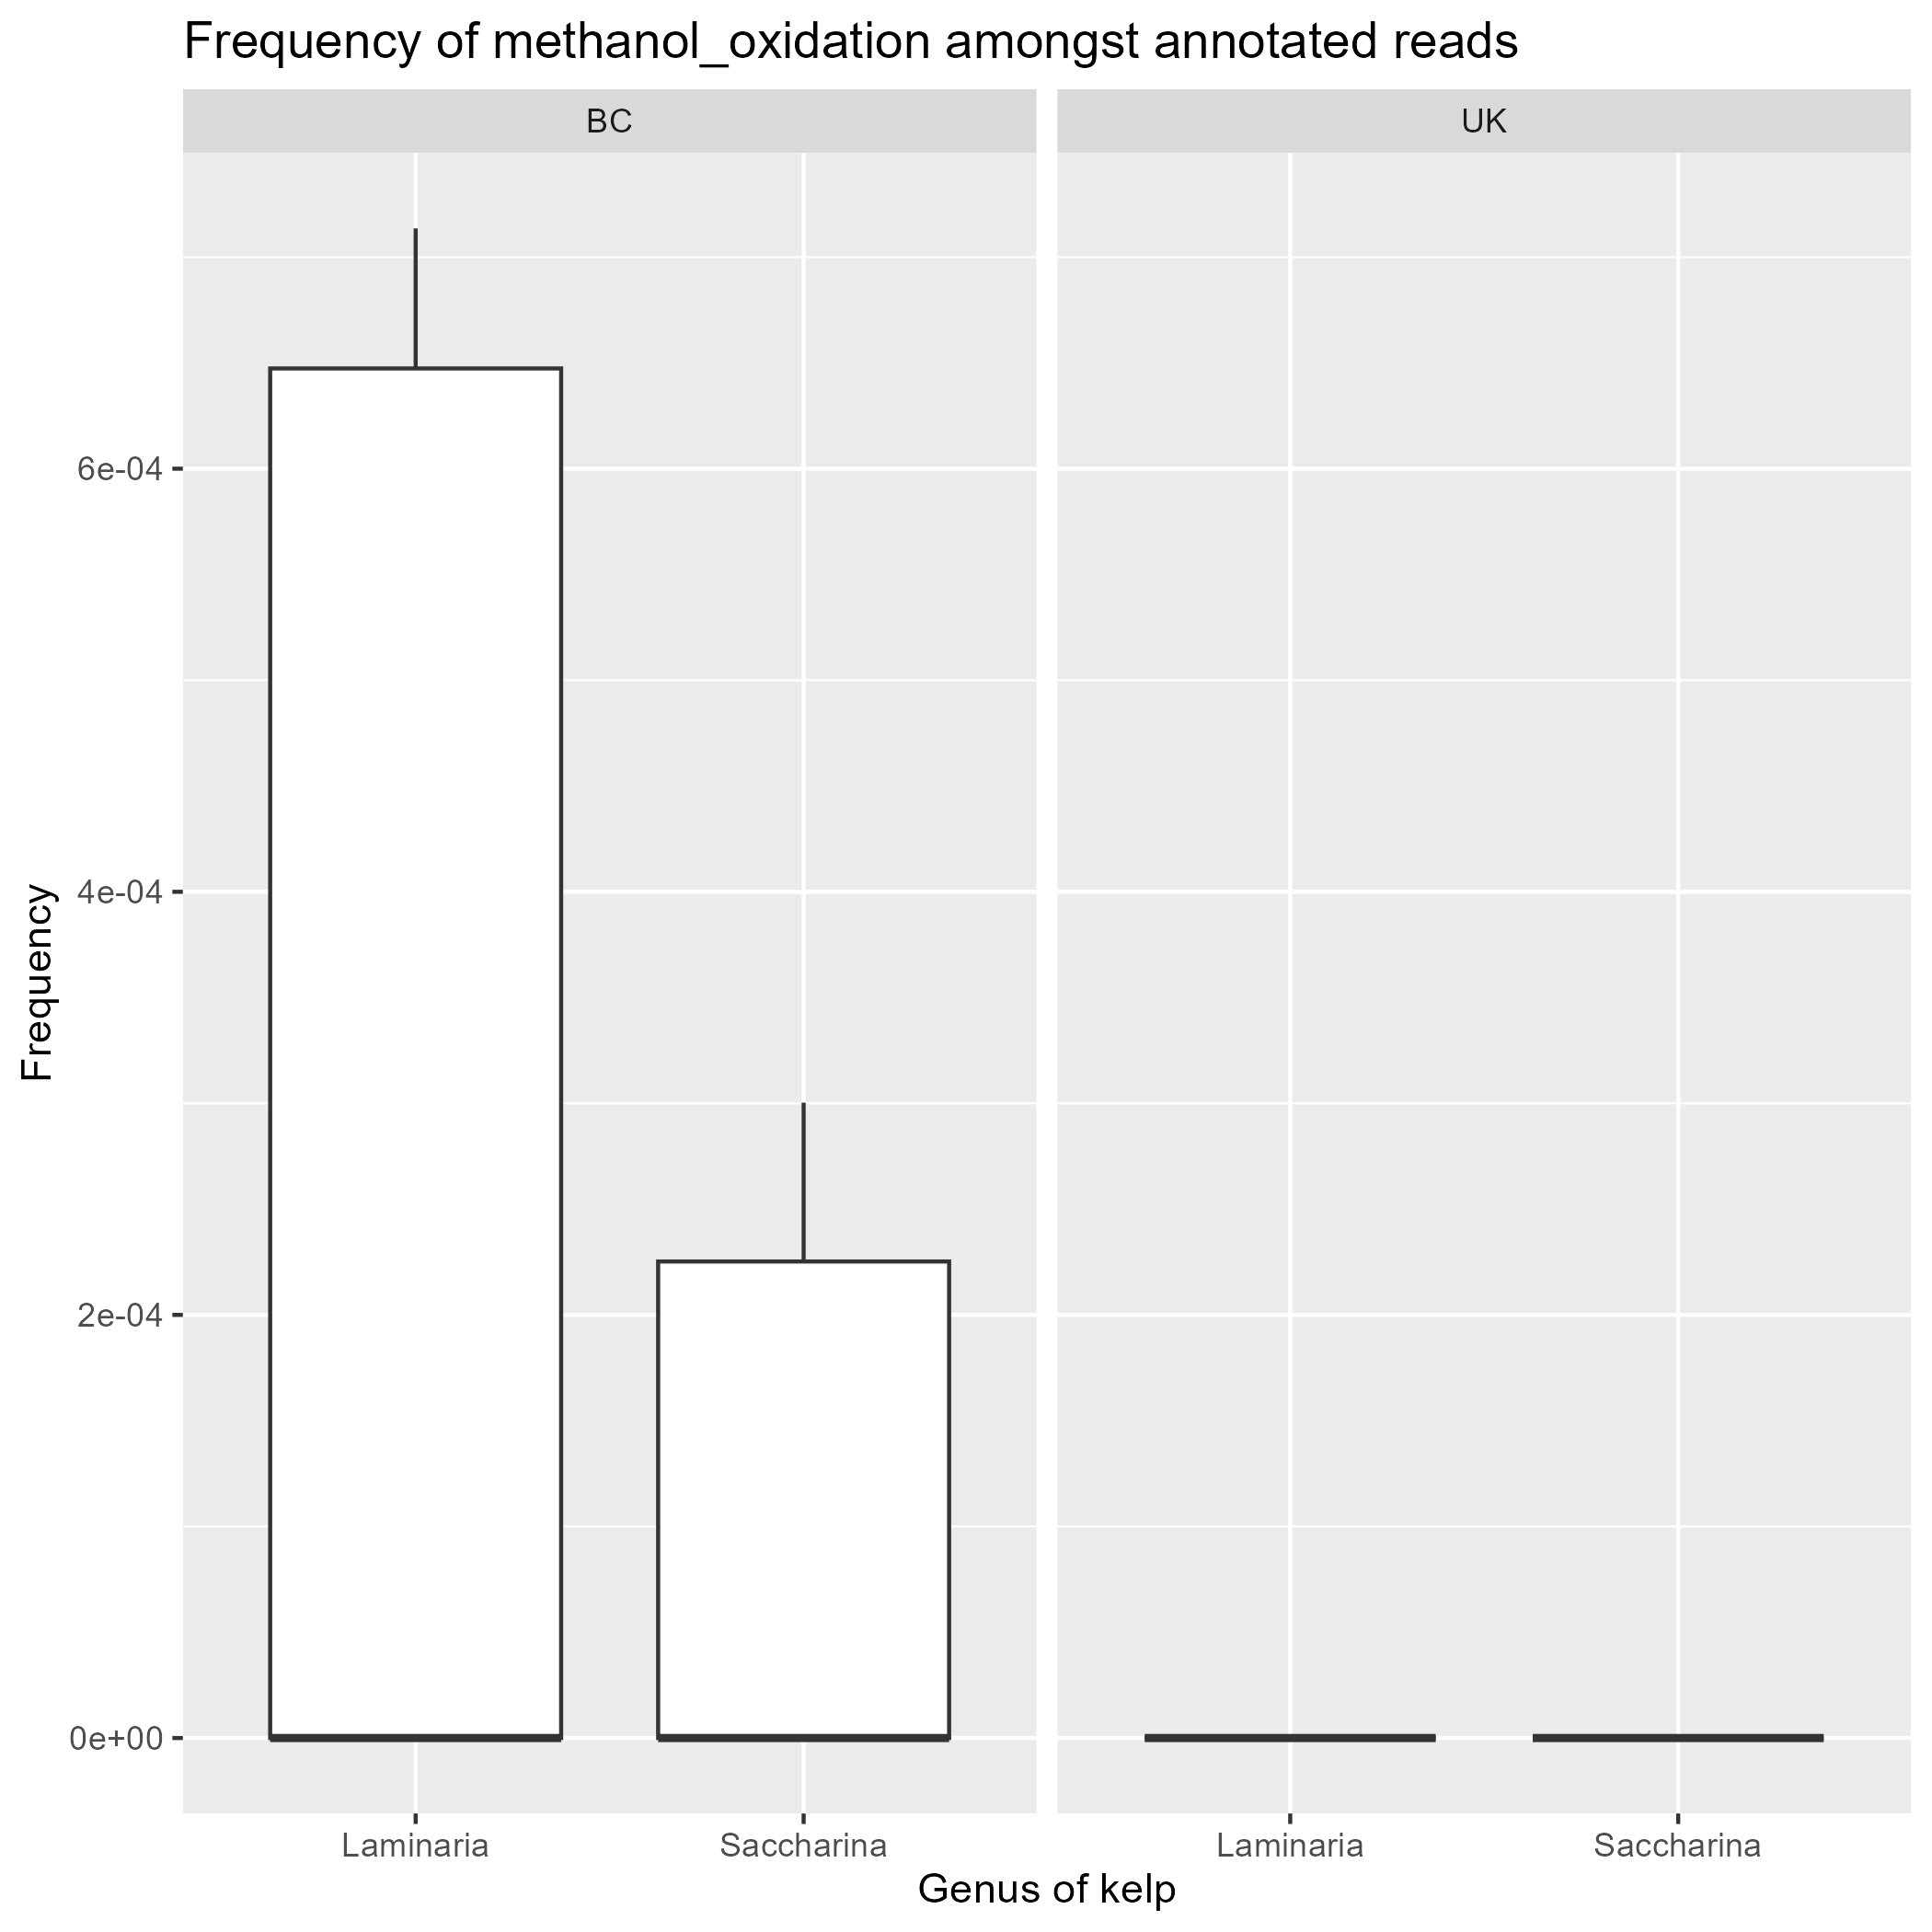 Frequency of methanol_oxidation amongst annotated reads
BC
UK
Frequency
6e-04
4e-04
2e-04
0e+00
Laminaria
Saccharina
Laminaria
Saccharina
Genus of kelp